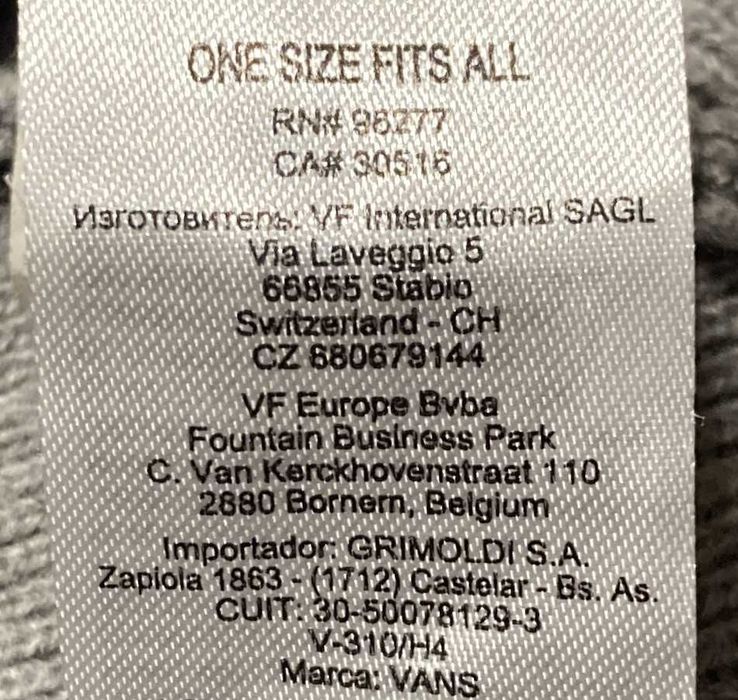 ONE SIZE FITS ALL
RN# 96277
CA# 30516
Изготовитель: VF International SAGL
Via Laveggio 5
66855 Stabio
Switzerland - CH
CZ 680679144
VF Europe Bvba
Fountain Business Park
C. Van Kerckhovenstraat 110
2880 Bornem, Belgium
Importador: GRIMOLDI S.A.
Zapiola 1863 - (1712) Castelar - Bs. As.
CUIT: 30-50078129-3
V-310/H4
Marca: VANS